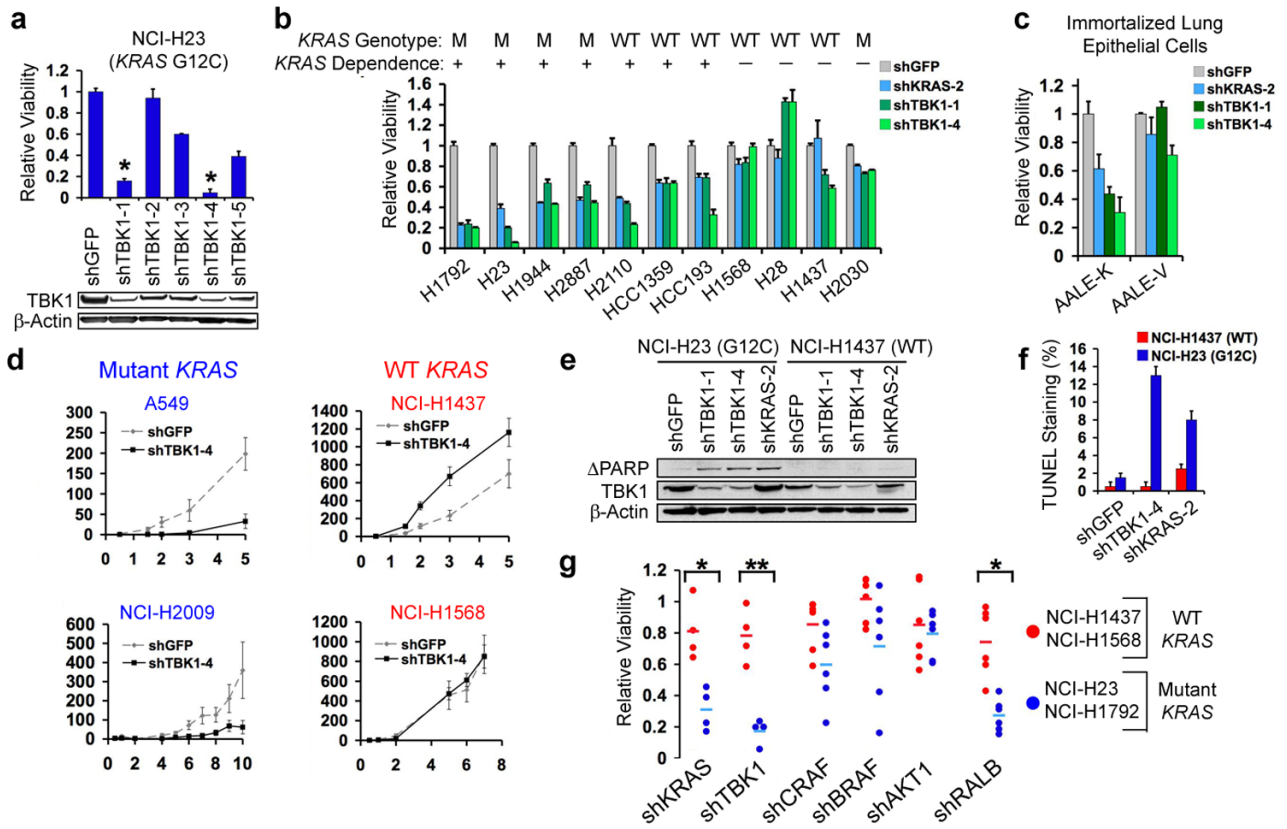 a
NCI-H23
(KRAS G12C)
Relative Viability
1.2
1
0.8
0.6
0.4
0.2
0
*
*
shGFP
shTBK1-1
shTBK1-2
shTBK1-3
shTBK1-4
shTBK1-5
TBK1
β-Actin
b
KRAS Genotype: M M M M WT WT WT WT WT WT M
KRAS Dependence: + + + + + + + — — — —
Relative Viability
1.6
1.4
1.2
1
0.8
0.6
0.4
0.2
0
shGFP
shKRAS-2
shTBK1-1
shTBK1-4
H1792
H23
H1944
H2887
H2110
HCC1359
HCC193
H1568
H28
H1437
H2030
c
Immortalized Lung
Epithelial Cells
Relative Viability
1.2
1
0.8
0.6
0.4
0.2
0
shGFP
shKRAS-2
shTBK1-1
shTBK1-4
AALE-K
AALE-V
d
Mutant KRAS
A549
300
250
200
150
100
50
0
shGFP
shTBK1-4
0 1 2 3 4 5
WT KRAS
NCI-H1437
1400
1200
1000
800
600
400
200
0
shGFP
shTBK1-4
0 1 2 3 4 5
NCI-H2009
600
500
400
300
200
100
0
shGFP
shTBK1-4
0 2 4 6 8 10
NCI-H1568
1200
1000
800
600
400
200
0
shGFP
shTBK1-4
0 2 4 6 8
e
NCI-H23 (G12C) NCI-H1437 (WT)
shGFP
shTBK1-1
shTBK1-4
shKRAS-2
shGFP
shTBK1-1
shTBK1-4
shKRAS-2
ΔPARP
TBK1
β-Actin
f
NCI-H1437 (WT)
NCI-H23 (G12C)
TUNEL Staining (%)
16
14
12
10
8
6
4
2
0
shGFP
shTBK1-4
shKRAS-2
g
Relative Viability
1.2
1
0.8
0.6
0.4
0.2
0
*
**
*
shKRAS
shTBK1
shCRAF
shBRAF
shAKT1
shRALB
NCI-H1437
NCI-H1568
WT
KRAS
NCI-H23
NCI-H1792
Mutant
KRAS